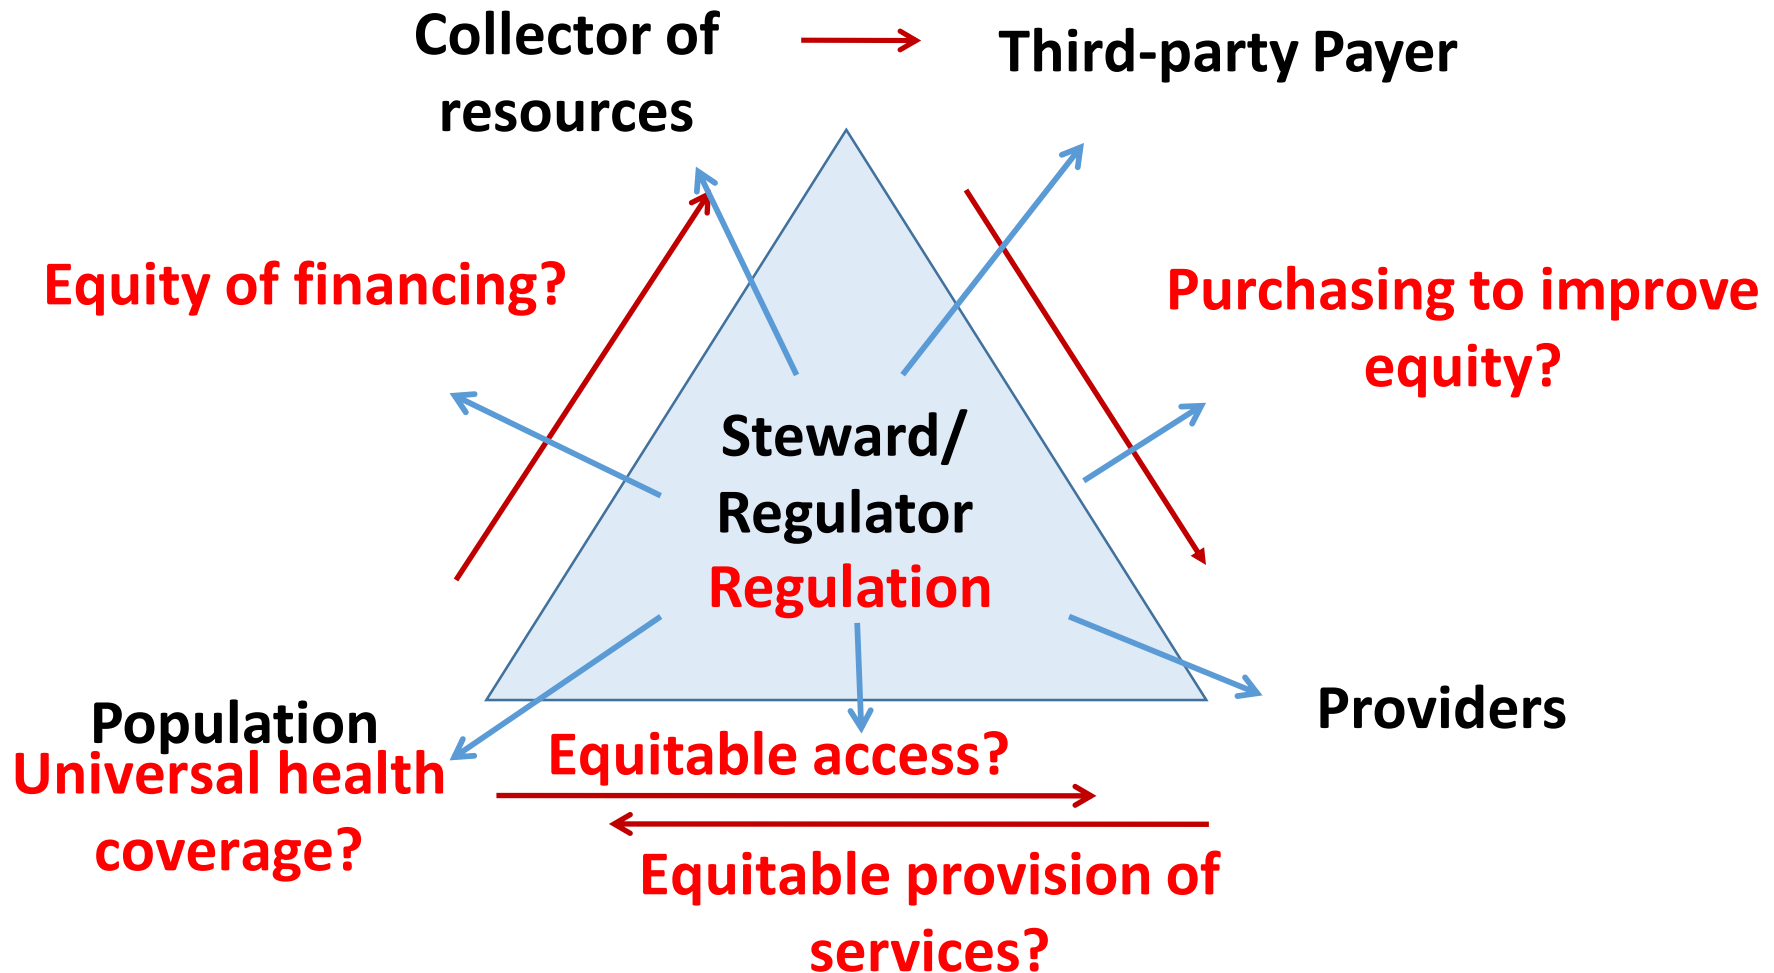 Collector of
resources
Third-party Payer
Equity of financing?
Purchasing to improve
equity?
Steward/
Regulator
Regulation
Population
Universal health
coverage?
Providers
Equitable access?
Equitable provision of
services?